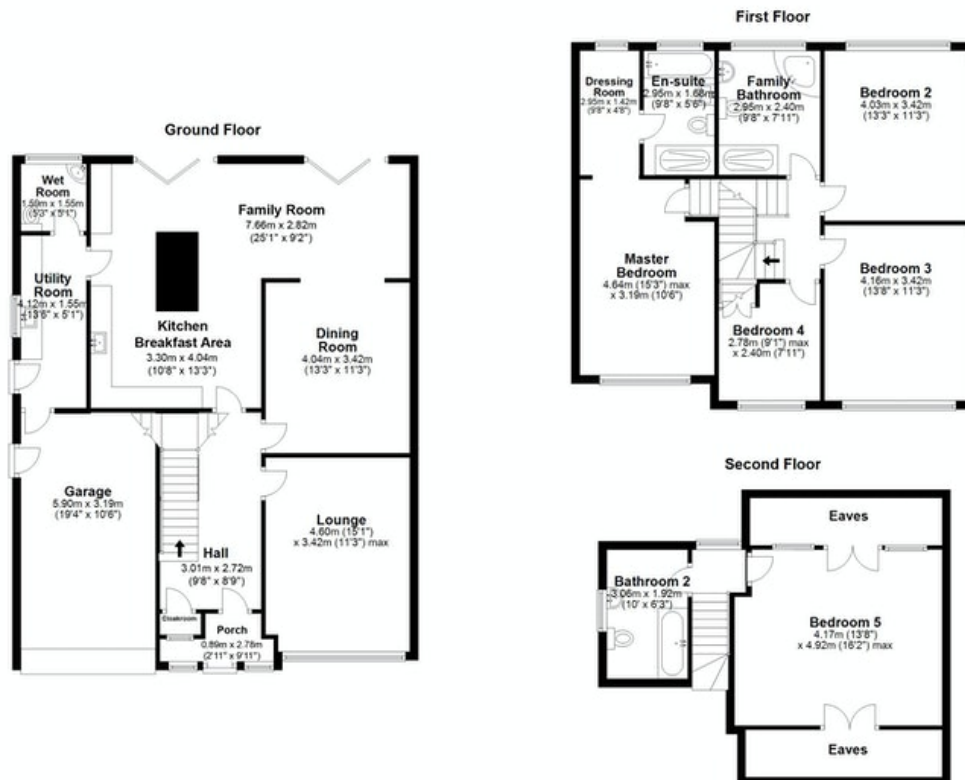 Ground Floor
Wet
Room
1.59m x 1.55m
(5'3" x 5'1")
Family Room
7.66m x 2.82m
(25'1" x 9'2")
Utility
Room
4.12m x 1.55m
(13'6" x 5'1")
Kitchen
Breakfast Area
3.30m x 4.04m
(10'8" x 13'3")
Dining
Room
4.04m x 3.42m
(13'3" x 11'3")
Garage
5.90m x 3.19m
(19'4" x 10'6")
Lounge
4.60m (15'1")
x 3.42m (11'3") max
Hall
3.01m x 2.72m
(9'8" x 8'9")
Cloakroom
Porch
0.89m x 2.78m
(2'11" x 9'11")
First Floor
Dressing
Room
2.95m x 1.42m
(9'8" x 4'8")
En-suite
2.95m x 1.68m
(9'8" x 5'6")
Family
Bathroom
2.95m x 2.40m
(9'8" x 7'11")
Bedroom 2
4.03m x 3.42m
(13'3" x 11'3")
Master
Bedroom
4.64m (15'3") max
x 3.19m (10'6")
Bedroom 3
4.16m x 3.42m
(13'8" x 11'3")
Bedroom 4
2.78m (9'1") max
x 2.40m (7'11")
Second Floor
Eaves
Bathroom 2
3.06m x 1.92m
(10' x 6'3")
Bedroom 5
4.17m (13'8")
x 4.92m (16'2") max
Eaves